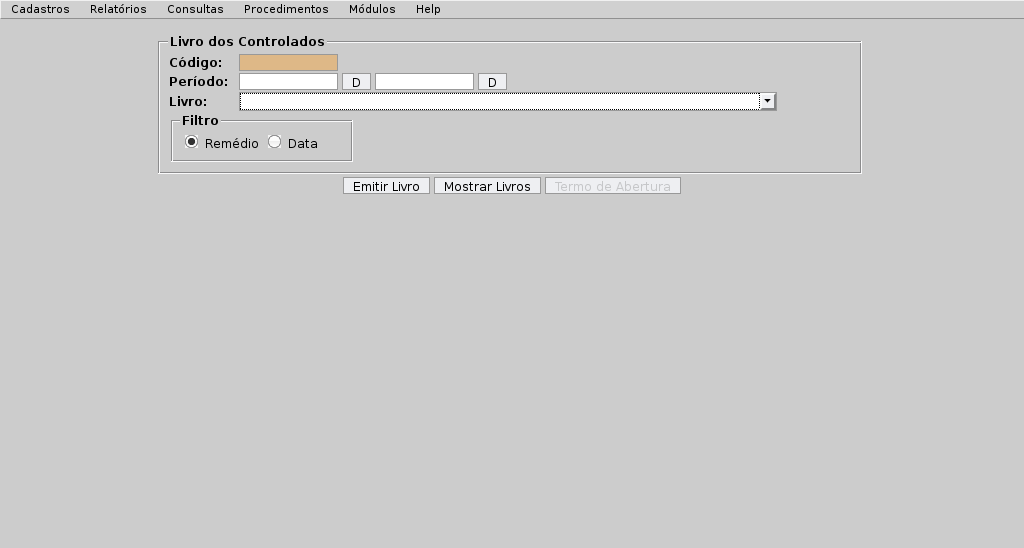 Cadastros Relatórios Consultas Procedimentos Módulos Help
Livro dos Controlados
Código:
Período: D D
Livro:
Filtro
Remédio Data
Emitir Livro Mostrar Livros Termo de Abertura